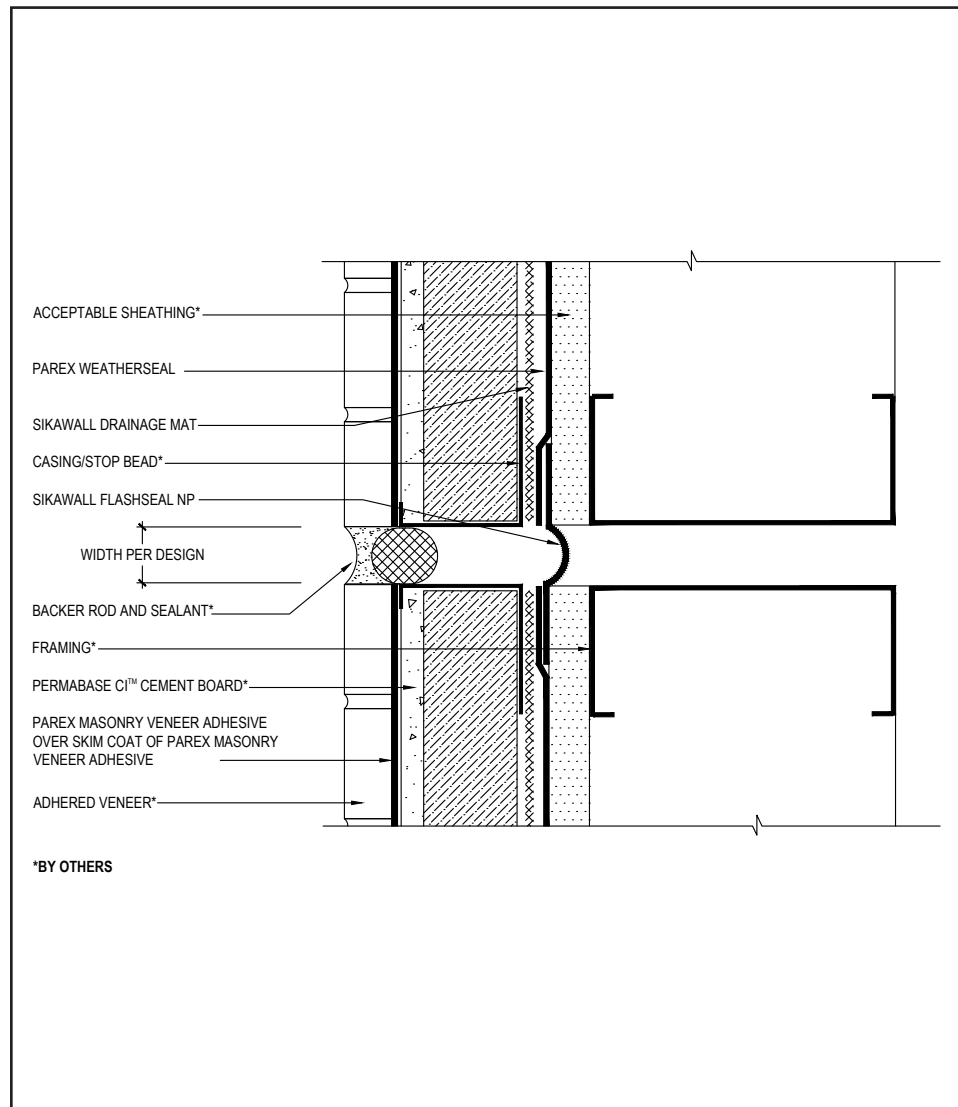 ACCEPTABLE SHEATHING*
PAREX WEATHERSEAL
SIKAWALL DRAINAGE MAT
CASING/STOP BEAD*
SIKAWALL FLASHSEAL NP
WIDTH PER DESIGN
BACKER ROD AND SEALANT*
FRAMING*
PERMABASE CI™ CEMENT BOARD*
PAREX MASONRY VENEER ADHESIVE
OVER SKIM COAT OF PAREX MASONRY
VENEER ADHESIVE
ADHERED VENEER*
*BY OTHERS